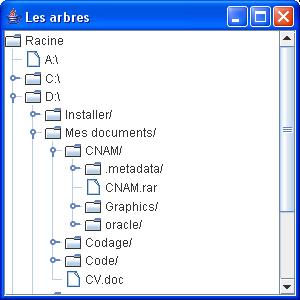 Les arbres
Racine
A:\
C:\
D:\
Installer/
Mes documents/
CNAM/
.metadata/
CNAM.rar
Graphics/
oracle/
Codage/
Code/
CV.doc